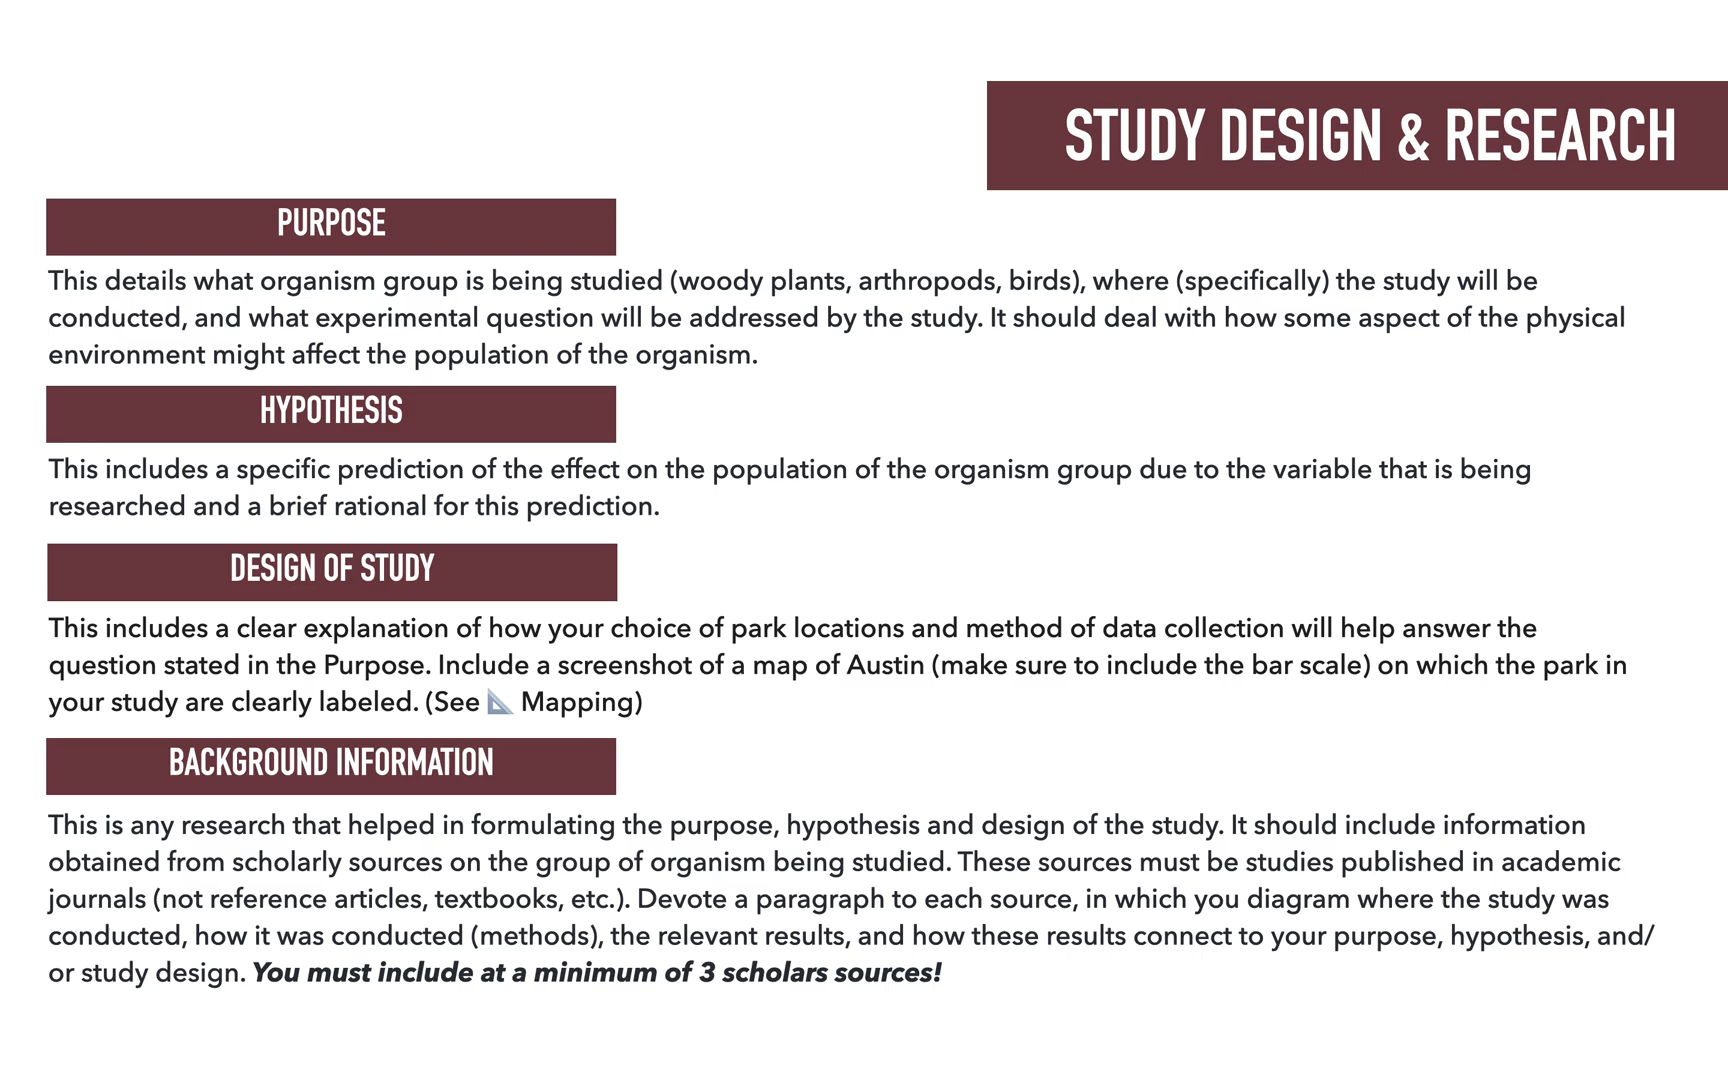 STUDY DESIGN & RESEARCH
PURPOSE
This details what organism group is being studied (woody plants, arthropods, birds), where (specifically) the study will be
conducted, and what experimental question will be addressed by the study. It should deal with how some aspect of the physical
environment might affect the population of the organism.
HYPOTHESIS
This includes a specific prediction of the effect on the population of the organism group due to the variable that is being
researched and a brief rational for this prediction.
DESIGN OF STUDY
This includes a clear explanation of how your choice of park locations and method of data collection will help answer the
question stated in the Purpose. Include a screenshot of a map of Austin (make sure to include the bar scale) on which the park in
your study are clearly labeled. (See 📐 Mapping)
BACKGROUND INFORMATION
This is any research that helped in formulating the purpose, hypothesis and design of the study. It should include information
obtained from scholarly sources on the group of organism being studied. These sources must be studies published in academic
journals (not reference articles, textbooks, etc.). Devote a paragraph to each source, in which you diagram where the study was
conducted, how it was conducted (methods), the relevant results, and how these results connect to your purpose, hypothesis, and/
or study design. You must include at a minimum of 3 scholars sources!